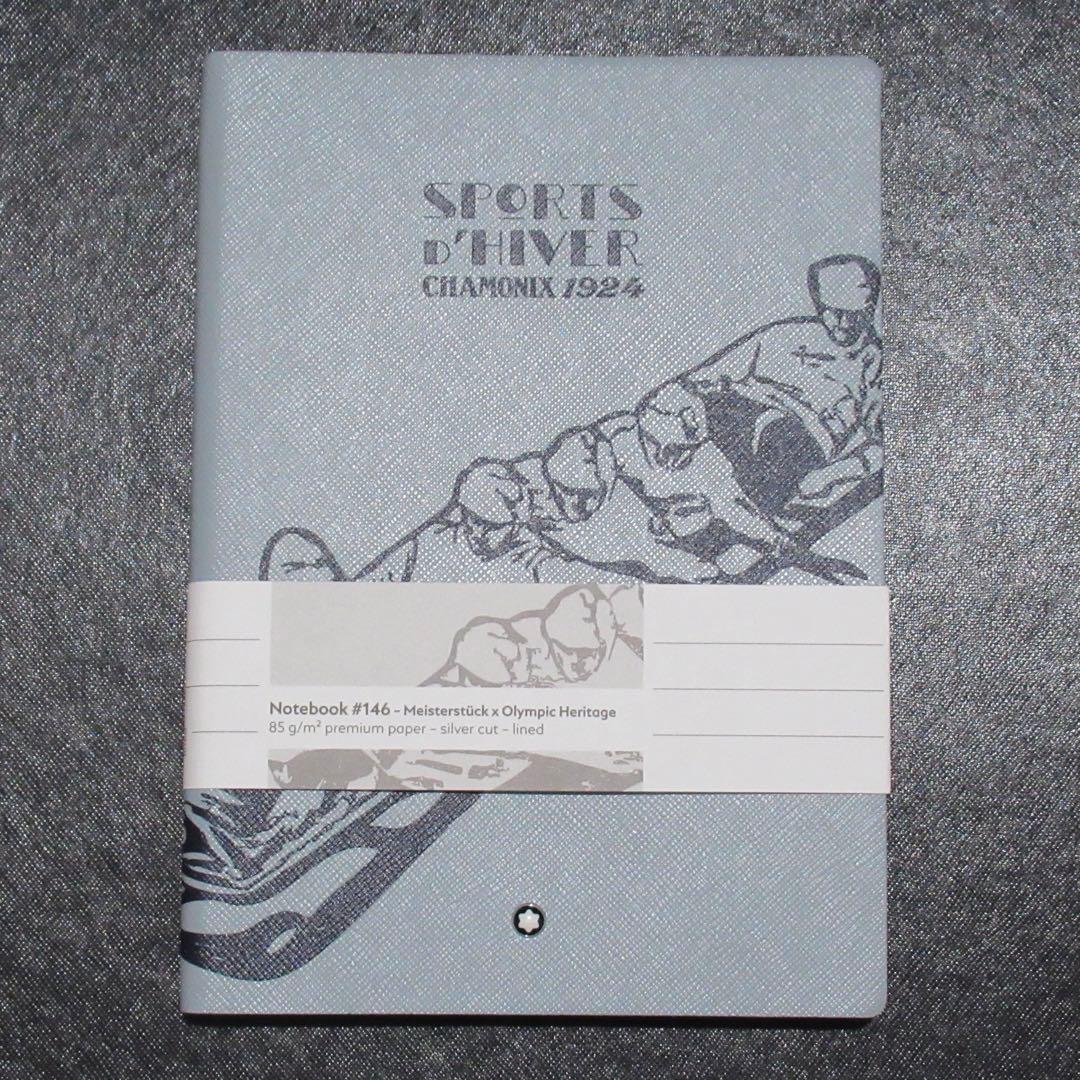 SPORTS
D'HIVER
CHAMONIX 1924
Notebook #146 – Meisterstück x Olympic Heritage
85 g/m² premium paper – silver cut – lined